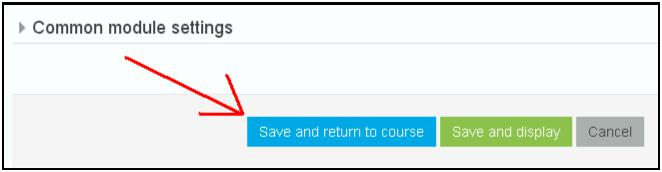 Common module settings
Save and return to course Save and display Cancel